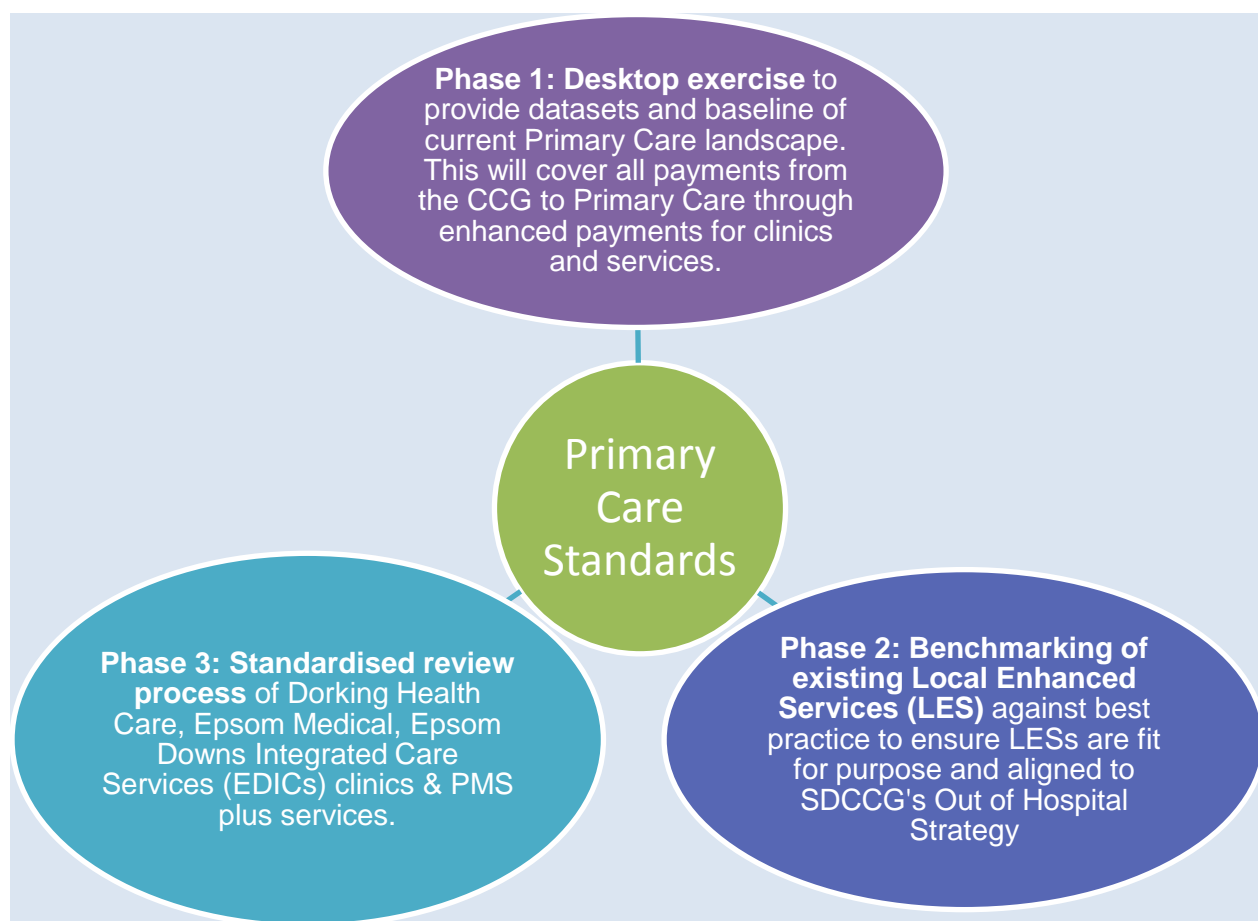 Phase 1: Desktop exercise to
provide datasets and baseline of
current Primary Care landscape.
This will cover all payments from
the CCG to Primary Care through
enhanced payments for clinics
and services.
Primary
Care
Standards
Phase 2: Benchmarking of
existing Local Enhanced
Services (LES) against best
practice to ensure LESs are fit
for purpose and aligned to
SDCCG's Out of Hospital
Strategy
Phase 3: Standardised review
process of Dorking Health
Care, Epsom Medical, Epsom
Downs Integrated Care
Services (EDICs) clinics & PMS
plus services.